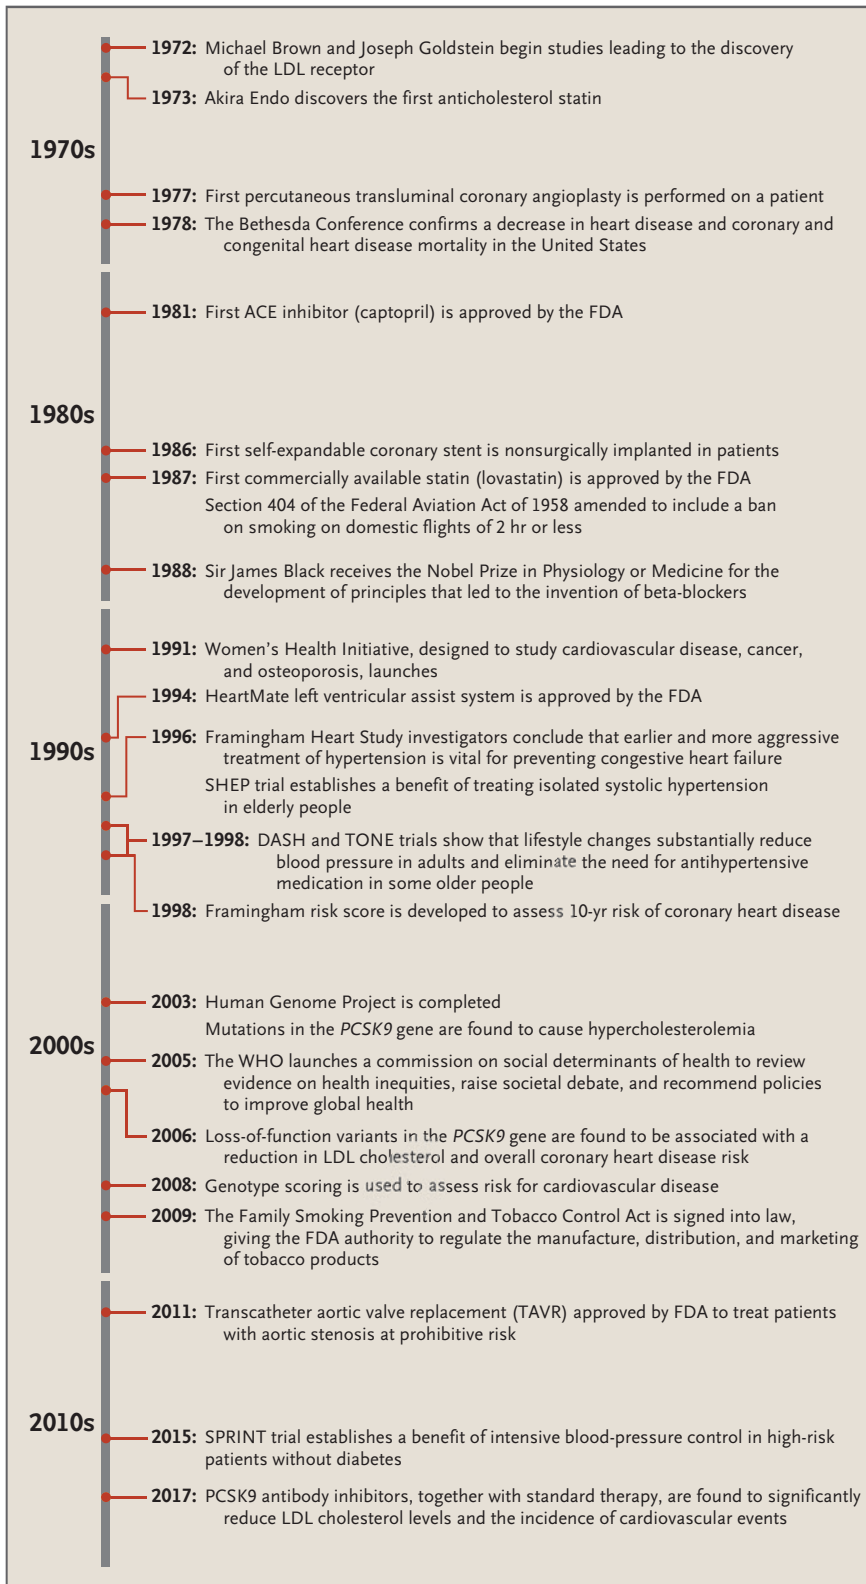 1972: Michael Brown and Joseph Goldstein begin studies leading to the discovery
of the LDL receptor
1973: Akira Endo discovers the first anticholesterol statin
1970s
1977: First percutaneous transluminal coronary angioplasty is performed on a patient
1978: The Bethesda Conference confirms a decrease in heart disease and coronary and
congenital heart disease mortality in the United States
1981: First ACE inhibitor (captopril) is approved by the FDA
1980s
1986: First self-expandable coronary stent is nonsurgically implanted in patients
1987: First commercially available statin (lovastatin) is approved by the FDA
Section 404 of the Federal Aviation Act of 1958 amended to include a ban
on smoking on domestic flights of 2 hr or less
1988: Sir James Black receives the Nobel Prize in Physiology or Medicine for the
development of principles that led to the invention of beta-blockers
1991: Women's Health Initiative, designed to study cardiovascular disease, cancer,
and osteoporosis, launches
1994: HeartMate left ventricular assist system is approved by the FDA
1990s
1996: Framingham Heart Study investigators conclude that earlier and more aggressive
treatment of hypertension is vital for preventing congestive heart failure
SHEP trial establishes a benefit of treating isolated systolic hypertension
in elderly people
1997–1998: DASH and TONE trials show that lifestyle changes substantially reduce
blood pressure in adults and eliminate the need for antihypertensive
medication in some older people
1998: Framingham risk score is developed to assess 10-yr risk of coronary heart disease
2003: Human Genome Project is completed
Mutations in the PCSK9 gene are found to cause hypercholesterolemia
2000s
2005: The WHO launches a commission on social determinants of health to review
evidence on health inequities, raise societal debate, and recommend policies
to improve global health
2006: Loss-of-function variants in the PCSK9 gene are found to be associated with a
reduction in LDL cholesterol and overall coronary heart disease risk
2008: Genotype scoring is used to assess risk for cardiovascular disease
2009: The Family Smoking Prevention and Tobacco Control Act is signed into law,
giving the FDA authority to regulate the manufacture, distribution, and marketing
of tobacco products
2011: Transcatheter aortic valve replacement (TAVR) approved by FDA to treat patients
with aortic stenosis at prohibitive risk
2010s
2015: SPRINT trial establishes a benefit of intensive blood-pressure control in high-risk
patients without diabetes
2017: PCSK9 antibody inhibitors, together with standard therapy, are found to significantly
reduce LDL cholesterol levels and the incidence of cardiovascular events